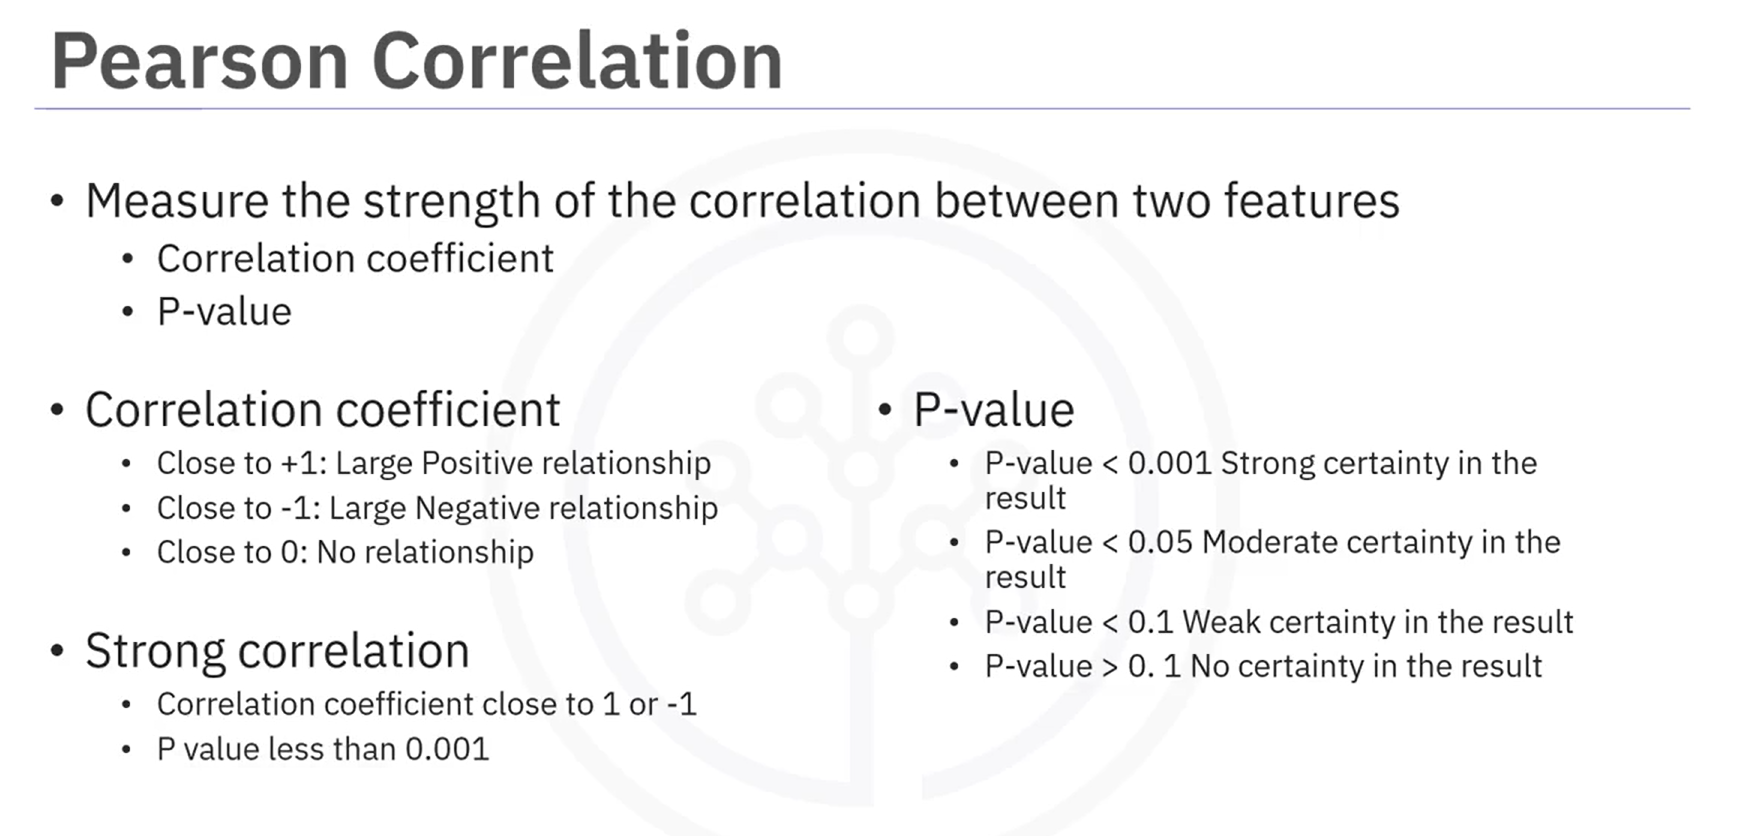 Pearson Correlation
• Measure the strength of the correlation between two features
• Correlation coefficient
• P-value
• Correlation coefficient
• Close to +1: Large Positive relationship
• Close to -1: Large Negative relationship
• Close to 0: No relationship
• Strong correlation
• Correlation coefficient close to 1 or -1
• P value less than 0.001
• P-value
• P-value < 0.001 Strong certainty in the
result
• P-value < 0.05 Moderate certainty in the
result
• P-value < 0.1 Weak certainty in the result
• P-value > 0. 1 No certainty in the result